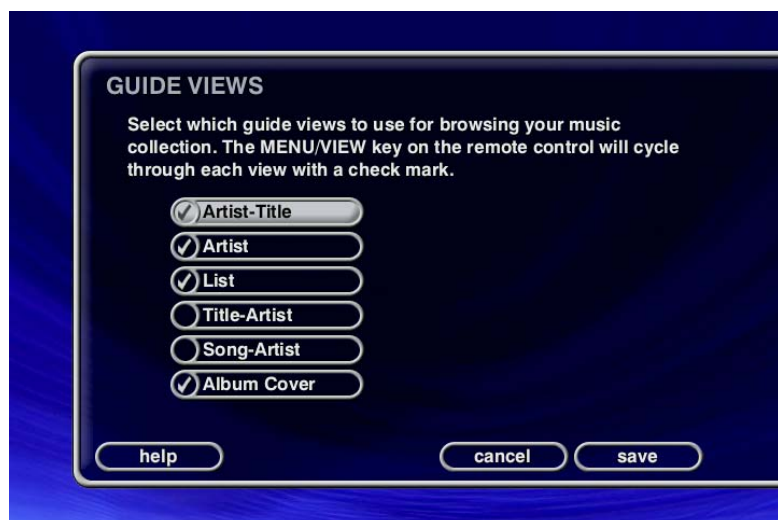 GUIDE VIEWS
Select which guide views to use for browsing your music
collection. The MENU/VIEW key on the remote control will cycle
through each view with a check mark.
Artist-Title
Artist
List
Title-Artist
Song-Artist
Album Cover
help cancel save